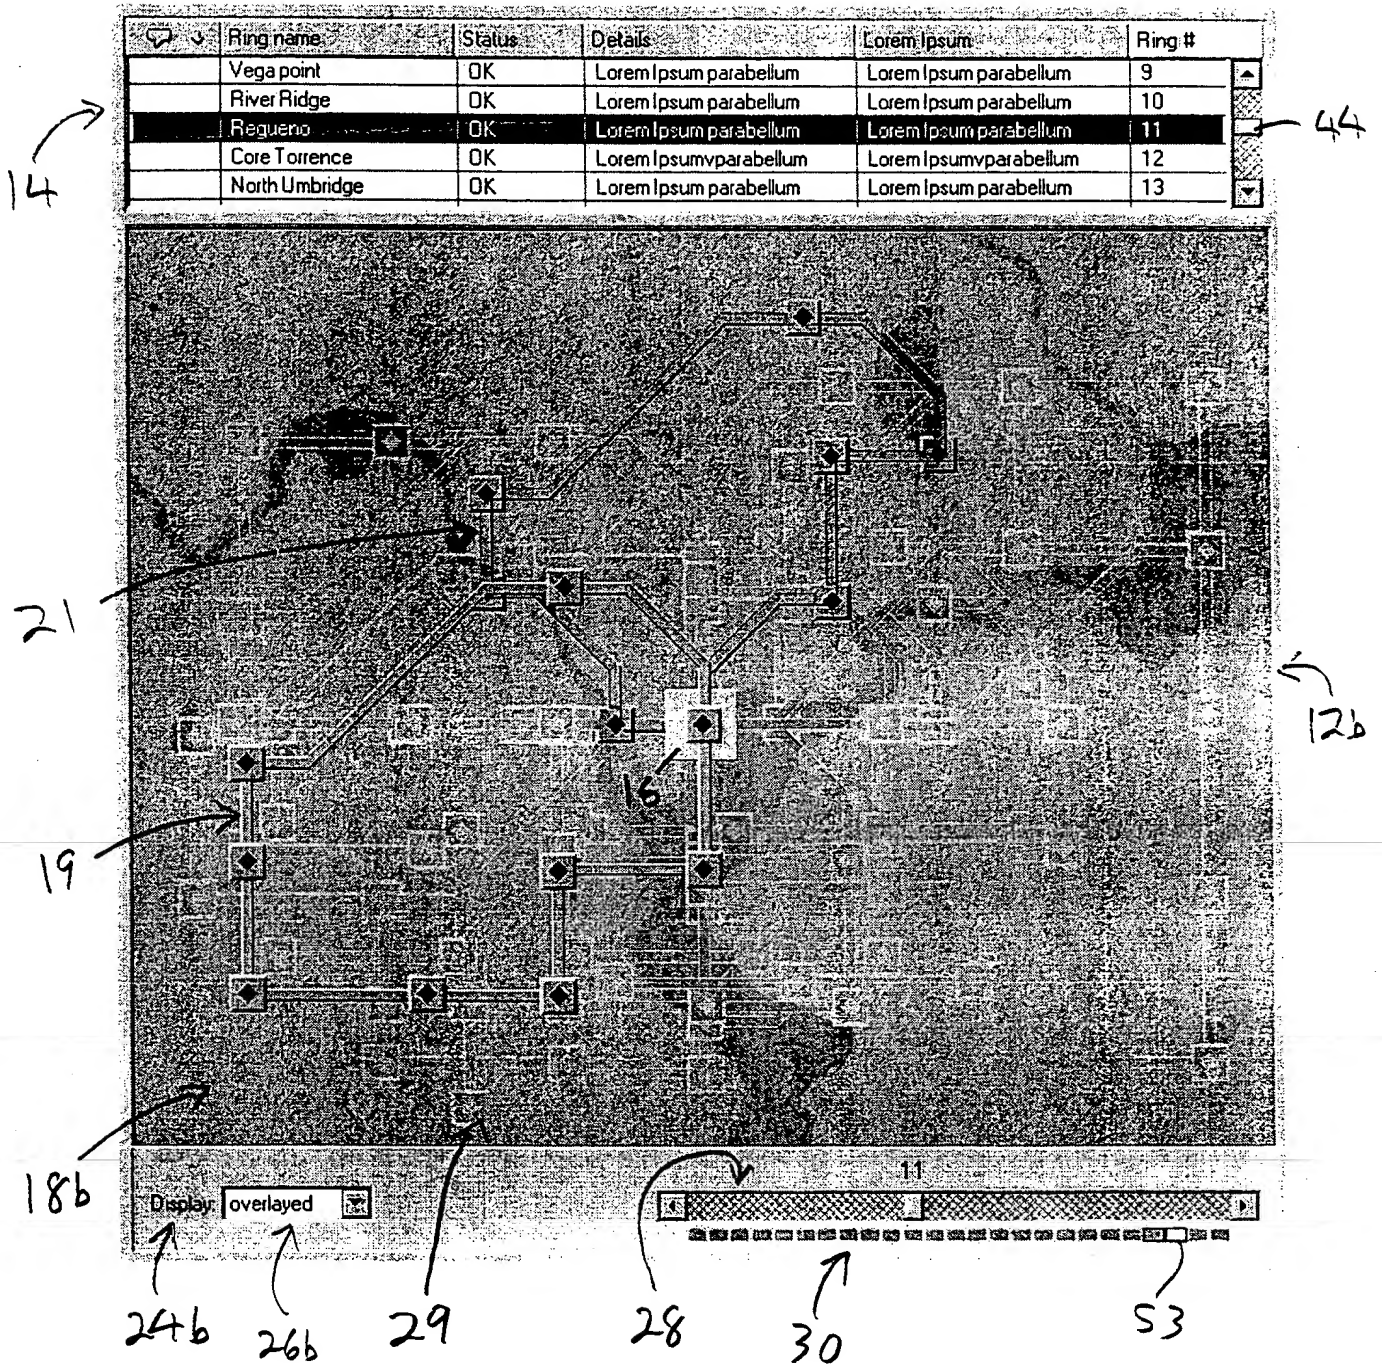 Ring name Status Details Lorem Ipsum Ring #
Vega point OK Lorem Ipsum parabellum Lorem Ipsum parabellum 9
River Ridge OK Lorem Ipsum parabellum Lorem Ipsum parabellum 10
Regueno OK Lorem Ipsum parabellum Lorem Ipsum parabellum 11
Core Torrence OK Lorem Ipsumvparabellum Lorem Ipsumvparabellum 12
North Umbridge OK Lorem Ipsum parabellum Lorem Ipsum parabellum 13
44
14
21
12b
16
19
18b
11
Display: overlayed
24b
26b
29
28
30
53